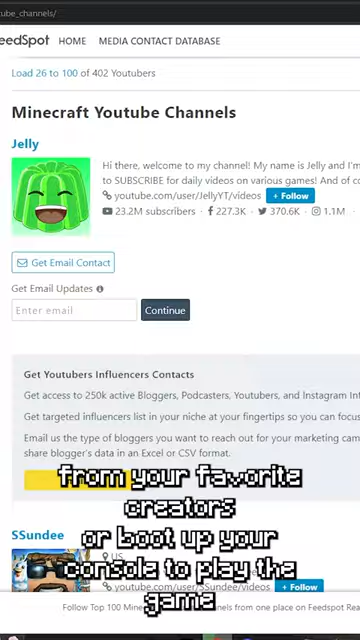 tube_channels/
FeedSpot HOME MEDIA CONTACT DATABASE
Load 26 to 100 of 402 Youtubers
Minecraft Youtube Channels
Jelly
Hi there, welcome to my channel! My name is Jelly and I'm
to SUBSCRIBE for daily videos on various games! And of co
youtube.com/user/JellyYT/videos + Follow
23.2M subscribers · 227.3K · 370.6K · 1.1M ·
Get Email Contact
Get Email Updates
Enter email Continue
Get Youtubers Influencers Contacts
Get access to 250k active Bloggers, Podcasters, Youtubers, and Instagram Inf
Get targeted influencers list in your niche at your fingertips so you can focus
Email us the type of bloggers you want to reach out for your marketing cam
share blogger's data in an Excel or CSV format.
from your favorite
creators
or boot up your
console to play the
game
SSundee
US
youtube.com/user/SSundee/videos + Follow
Follow Top 100 Mine channels from one place on Feedspot Rea